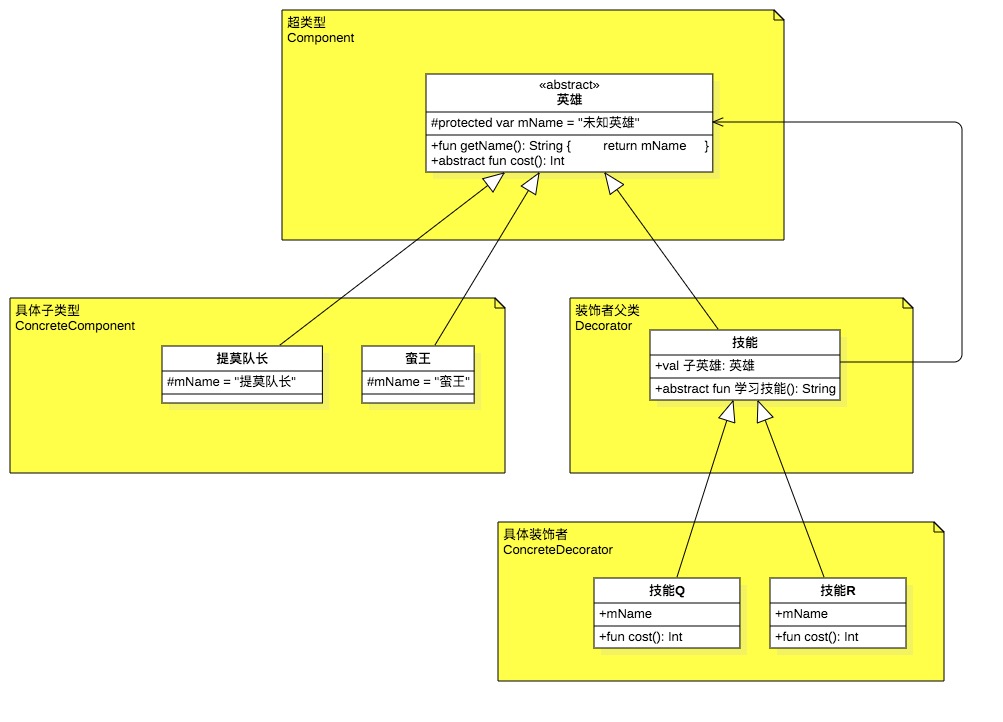 超类型
Component
«abstract»
英雄
#protected var mName = "未知英雄"
+fun getName(): String { return mName }
+abstract fun cost(): Int
具体子类型
ConcreteComponent
提莫队长
#mName = "提莫队长"
蛮王
#mName = "蛮王"
装饰者父类
Decorator
技能
+val 子英雄: 英雄
+abstract fun 学习技能(): String
具体装饰者
ConcreteDecorator
技能Q
+mName
+fun cost(): Int
技能R
+mName
+fun cost(): Int